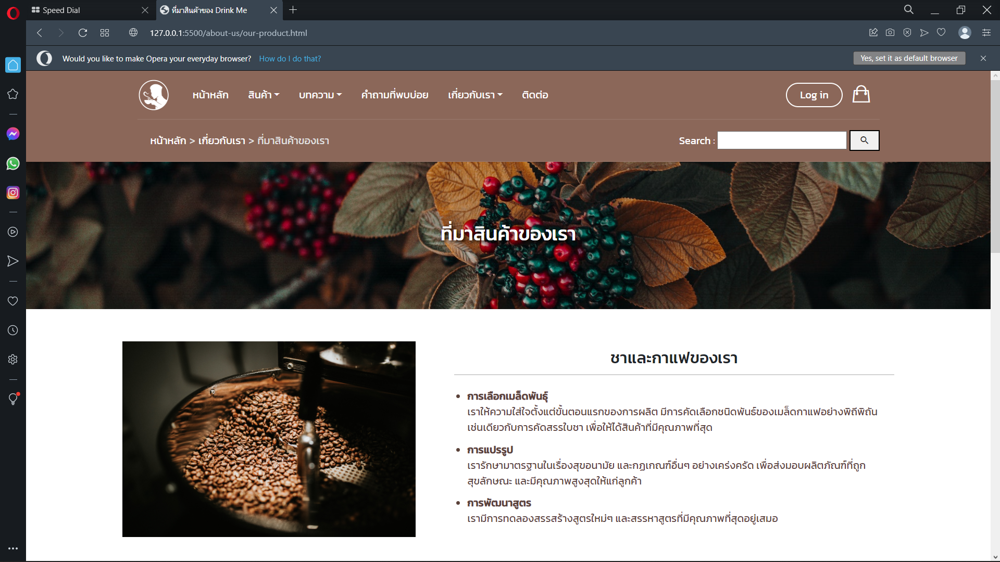 Speed Dial
ที่มาสินค้าของ Drink Me
127.0.0.1:5500/about-us/our-product.html
Would you like to make Opera your everyday browser? How do I do that?
Yes, set it as default browser
หน้าหลัก สินค้า บทความ คำถามที่พบบ่อย เกี่ยวกับเรา ติดต่อ
Log in
หน้าหลัก > เกี่ยวกับเรา > ที่มาสินค้าของเรา
Search :
ที่มาสินค้าของเรา
ชาและกาแฟของเรา
การเลือกเมล็ดพันธุ์
เราให้ความใส่ใจตั้งแต่ขั้นตอนแรกของการผลิต มีการคัดเลือกชนิดพันธ์ของเมล็ดกาแฟอย่างพิถีพิถัน
เช่นเดียวกับการคัดสรรใบชา เพื่อให้ได้สินค้าที่มีคุณภาพที่สุด
การแปรรูป
เรารักษามาตรฐานในเรื่องสุขอนามัย และกฏเกณฑ์อื่นๆ อย่างเคร่งครัด เพื่อส่งมอบผลิตภัณฑ์ที่ถูก
สุขลักษณะ และมีคุณภาพสูงสุดให้แก่ลูกค้า
การพัฒนาสูตร
เรามีการทดลองสรรสร้างสูตรใหม่ๆ และสรรหาสูตรที่มีคุณภาพที่สุดอยู่เสมอ